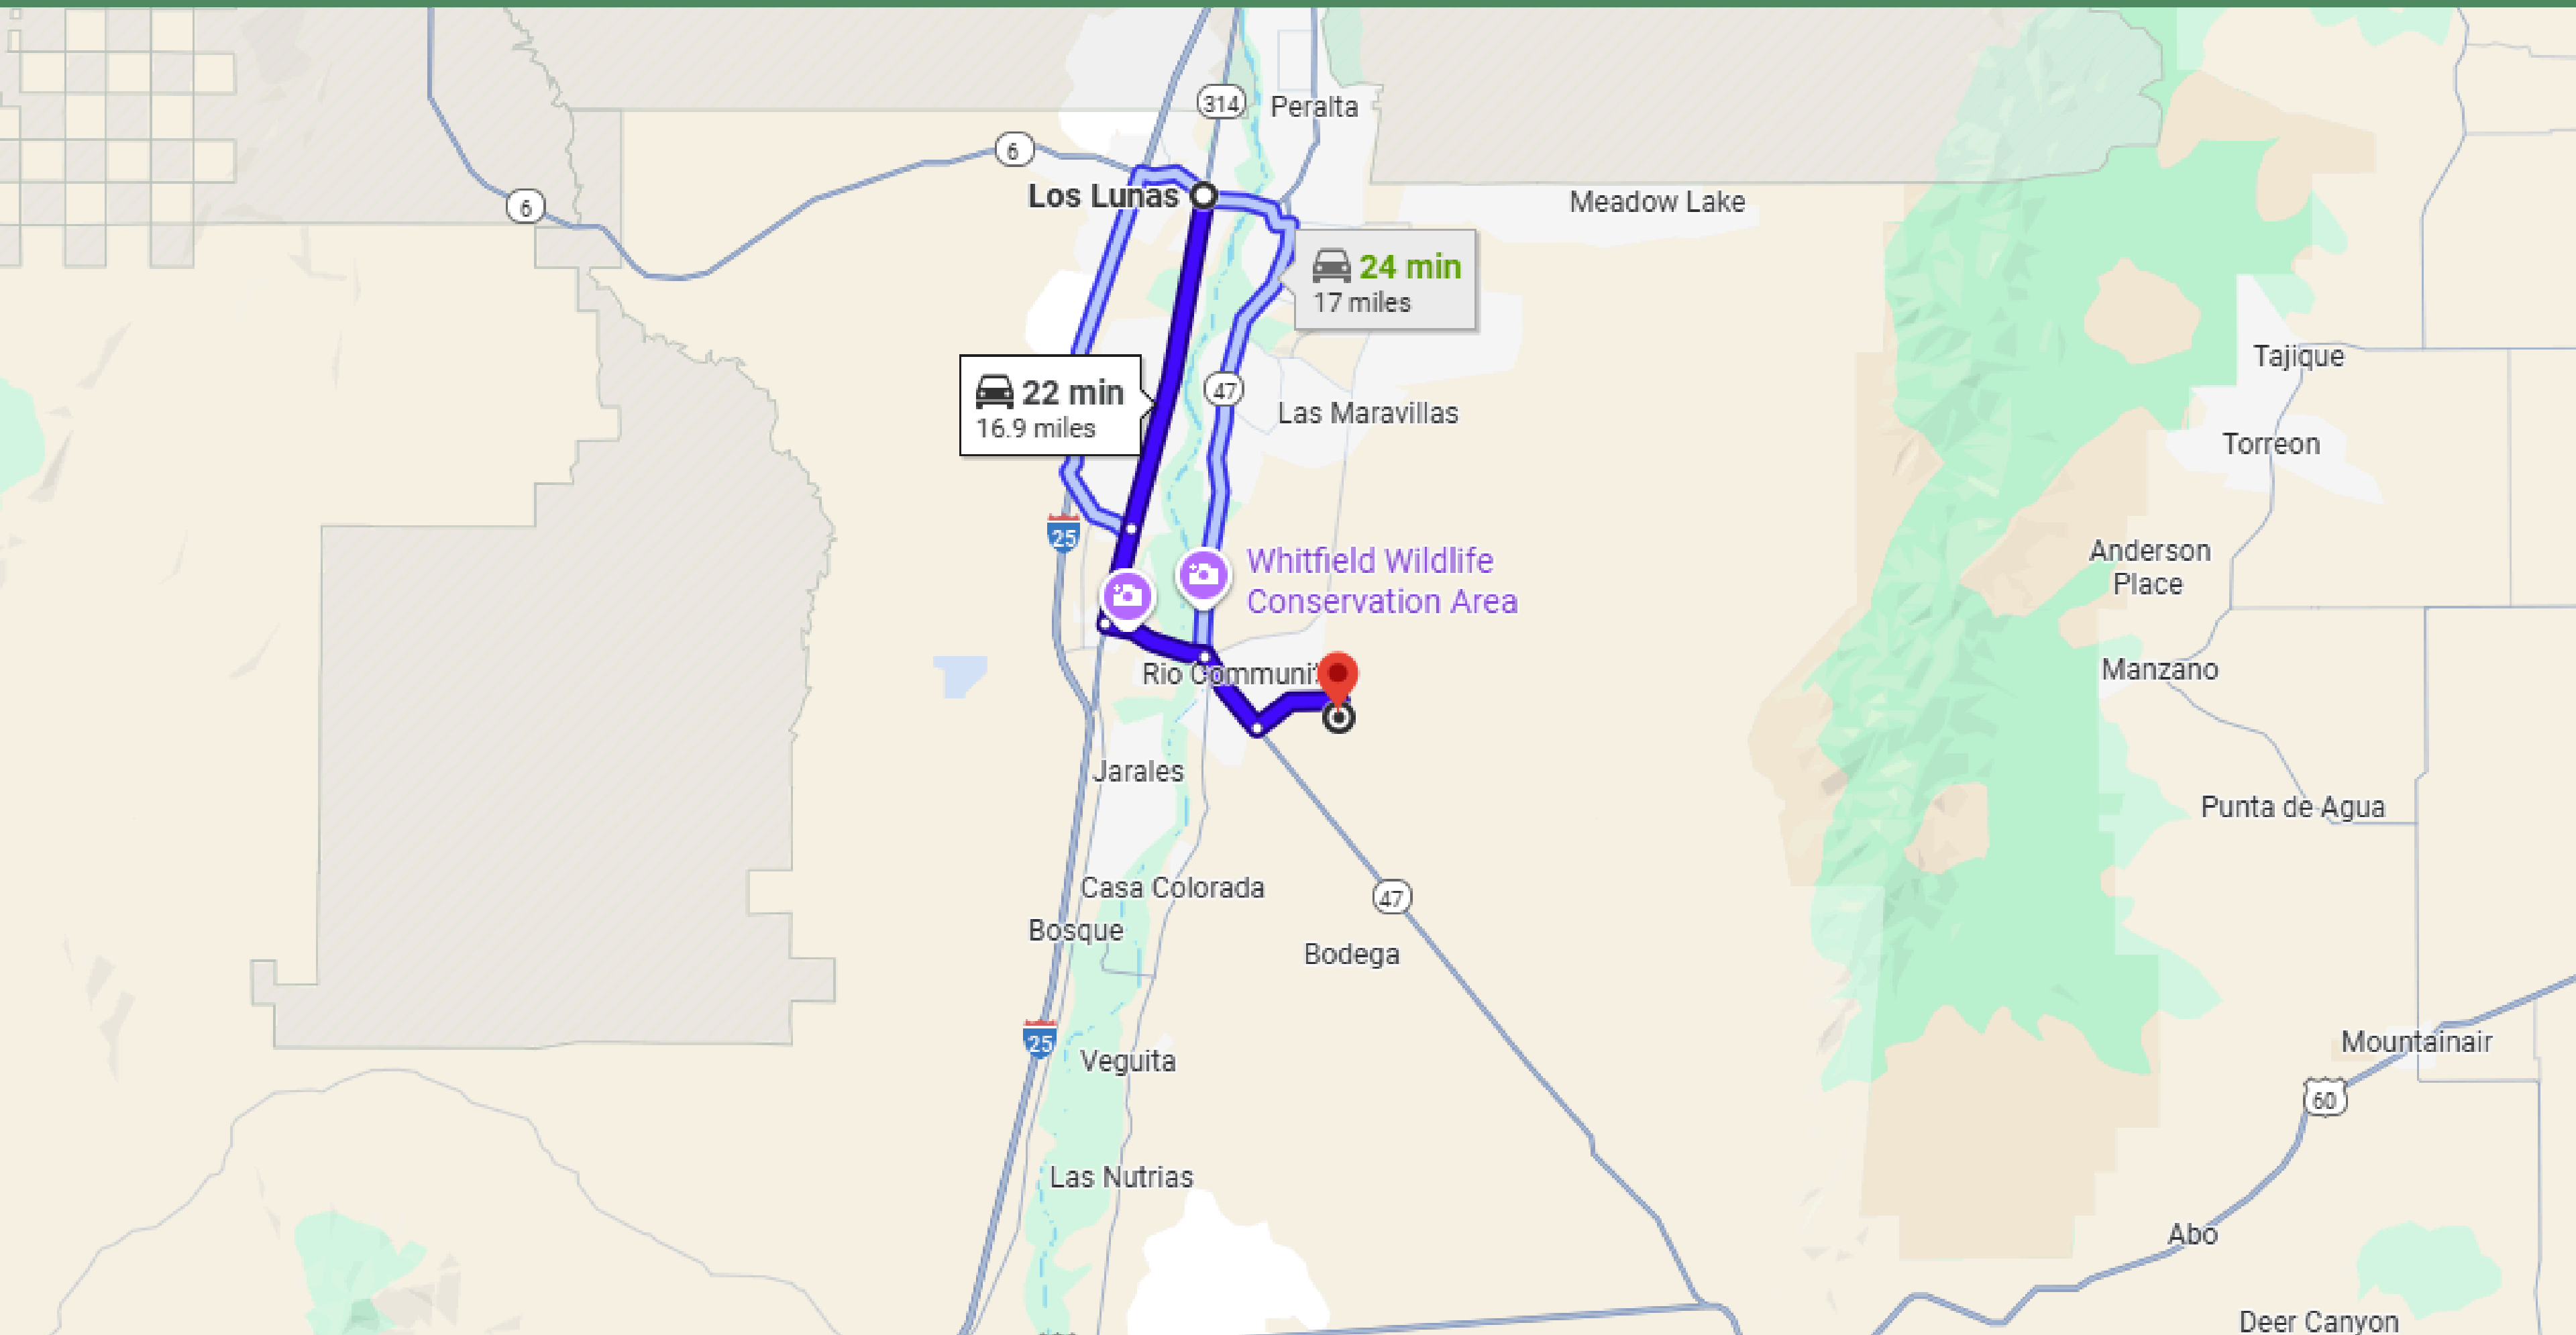 314
Peralta
6
6
Los Lunas
Meadow Lake
24 min
17 miles
Tajique
22 min
16.9 miles
47
Las Maravillas
Torreon
25
Whitfield Wildlife
Conservation Area
Anderson
Place
Rio Communit
Manzano
Jarales
Punta de Agua
Casa Colorada
47
Bosque
Bodega
25
Veguita
Mountainair
60
Las Nutrias
Abo
Deer Canyon